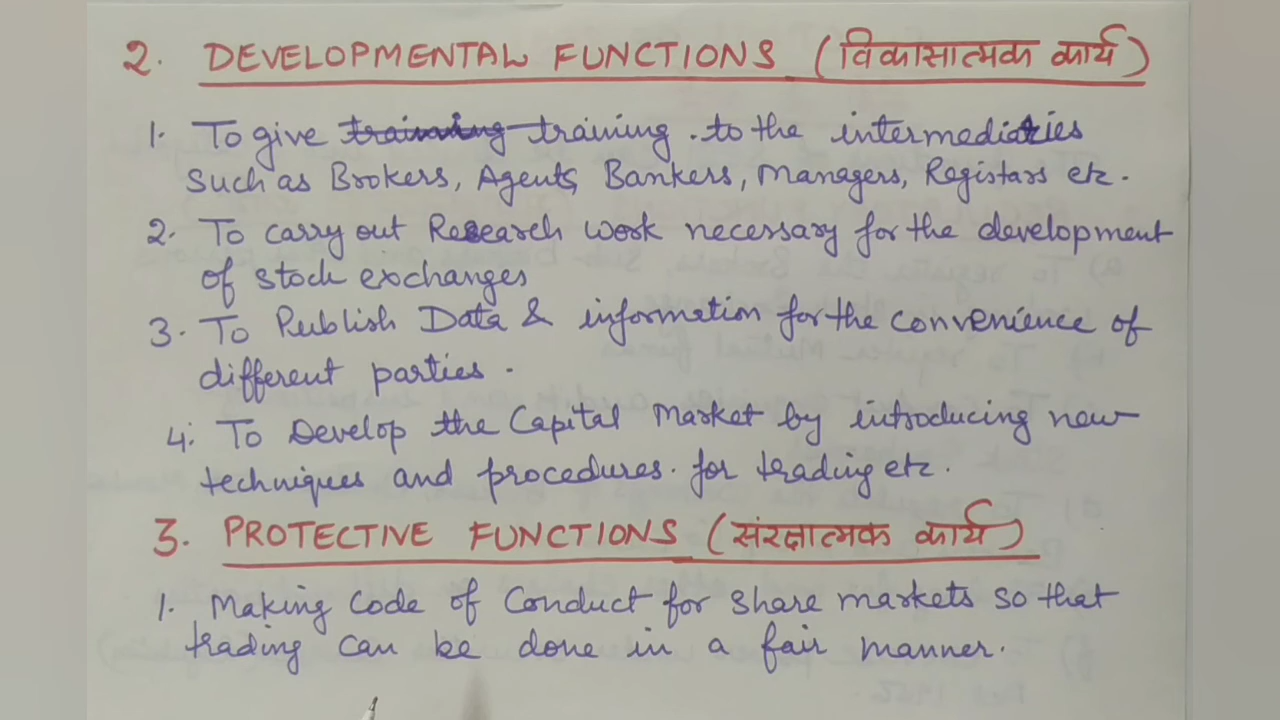 2. DEVELOPMENTAL FUNCTIONS (विकासात्मक कार्य)
1. To give training training . to the intermediaries
Such as Brokers, Agents, Bankers, Managers, Registars etc.
2. To carry out Research work necessary for the development
of stock exchanges
3. To Publish Data & information for the convenience of
different parties.
4. To Develop the Capital Market by introducing new
techniques and procedures. for trading etc.
3. PROTECTIVE FUNCTIONS (संरक्षात्मक कार्य)
1. Making Code of Conduct for share markets so that
trading can be done in a fair manner.